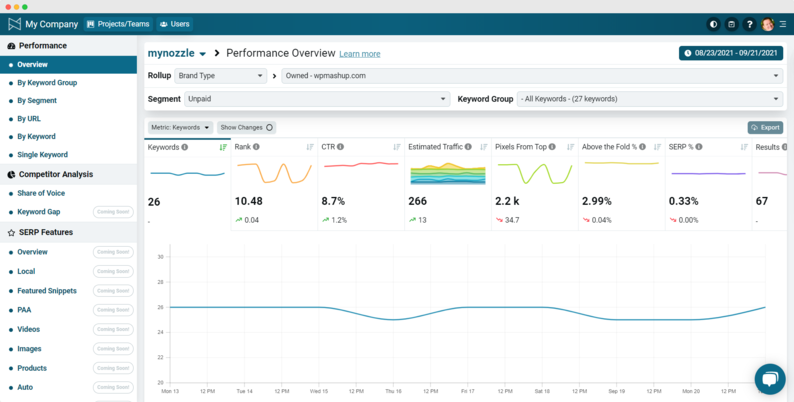 My Company
Projects/Teams
Users
Performance
Overview
By Keyword Group
By Segment
By URL
By Keyword
Single Keyword
Competitor Analysis
Share of Voice
Keyword Gap Coming Soon!
SERP Features
Overview Coming Soon!
Local Coming Soon!
Featured Snippets Coming Soon!
PAA Coming Soon!
Videos Coming Soon!
Images Coming Soon!
Products Coming Soon!
Auto Coming Soon!
mynozzle > Performance Overview Learn more
08/23/2021 - 09/21/2021
Rollup Brand Type > Owned - wpmashup.com
Segment Unpaid Keyword Group - All Keywords - (27 keywords)
Metric: Keywords Show Changes Export
Keywords Rank CTR Estimated Traffic Pixels From Top Above the Fold % SERP % Results
26 10.48 8.7% 266 2.2 k 2.99% 0.33% 67
- 0.04 1.2% 13 34.7 0.04% 0.00% -
30
28
26
24
22
20
Mon 13 12 PM Tue 14 12 PM Wed 15 12 PM Thu 16 12 PM Fri 17 12 PM Sat 18 12 PM Sep 19 12 PM Mon 20 12 PM